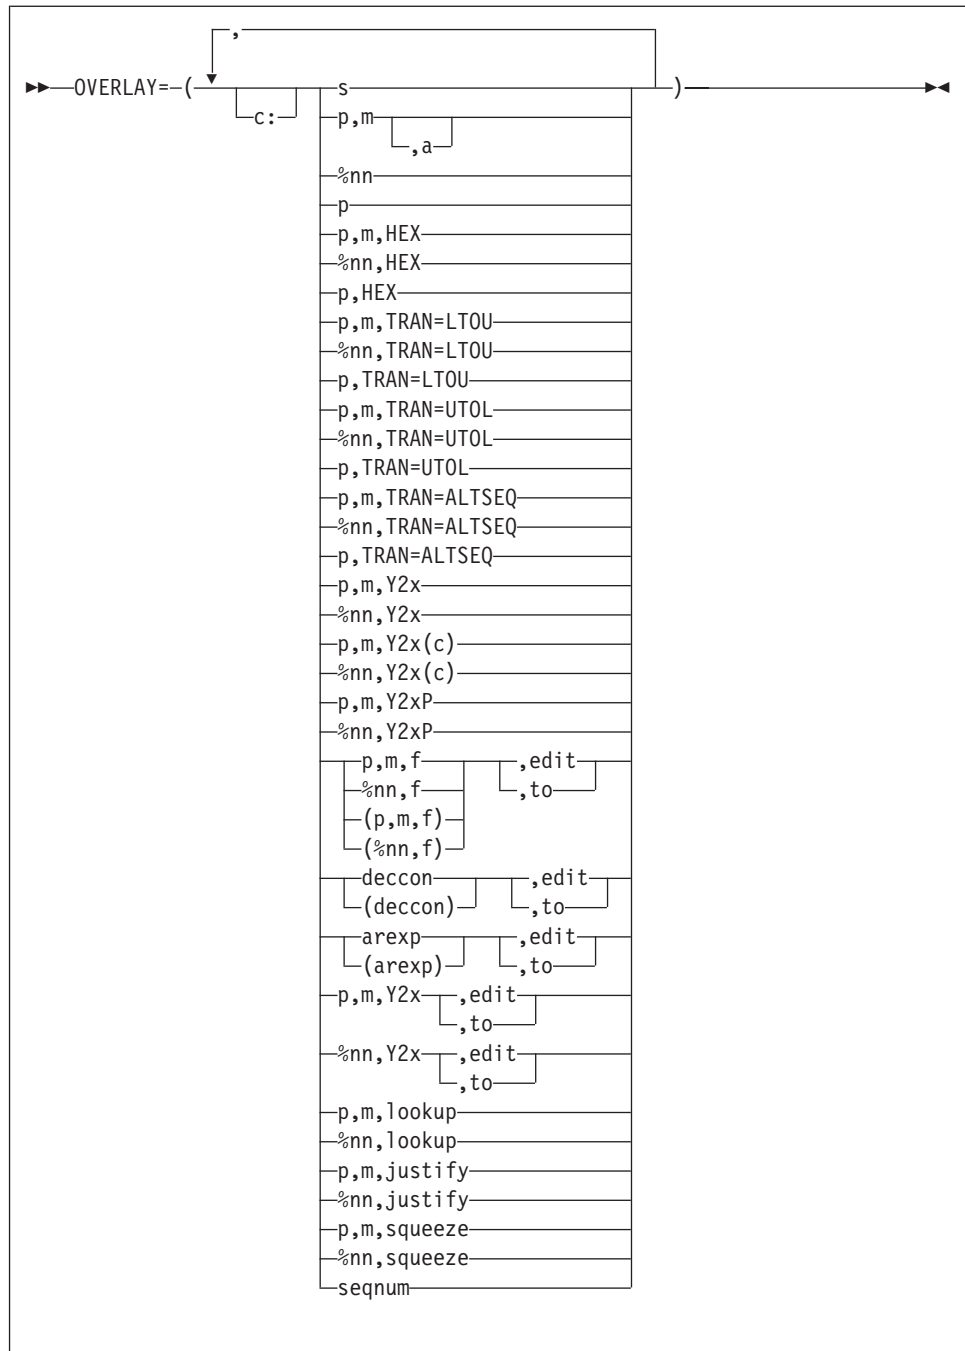 ,
OVERLAY=(
c:
s
)
p,m
,a
%nn
p
p,m,HEX
%nn,HEX
p,HEX
p,m,TRAN=LTOU
%nn,TRAN=LTOU
p,TRAN=LTOU
p,m,TRAN=UTOL
%nn,TRAN=UTOL
p,TRAN=UTOL
p,m,TRAN=ALTSEQ
%nn,TRAN=ALTSEQ
p,TRAN=ALTSEQ
p,m,Y2x
%nn,Y2x
p,m,Y2x(c)
%nn,Y2x(c)
p,m,Y2xP
%nn,Y2xP
p,m,f ,edit
%nn,f ,to
(p,m,f)
(%nn,f)
deccon ,edit
(deccon) ,to
arexp ,edit
(arexp) ,to
p,m,Y2x ,edit
,to
%nn,Y2x ,edit
,to
p,m,lookup
%nn,lookup
p,m,justify
%nn,justify
p,m,squeeze
%nn,squeeze
seqnum